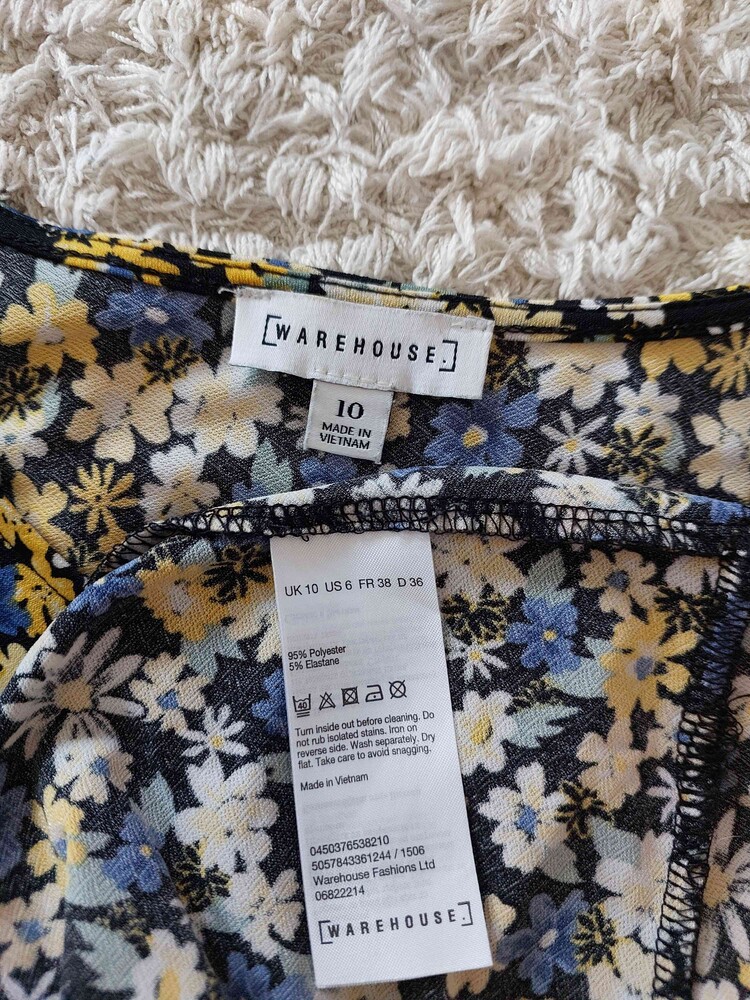 [WAREHOUSE.]
10
MADE IN
VIETNAM
UK 10 US 6 FR 38 D 36
95% Polyester
5% Elastane
40
Turn inside out before cleaning. Do
not rub isolated stains. Iron on
reverse side. Wash separately. Dry
flat. Take care to avoid snagging.
Made in Vietnam
0450376538210
5057843361244 / 1506
Warehouse Fashions Ltd
06822214
[WAREHOUSE.]